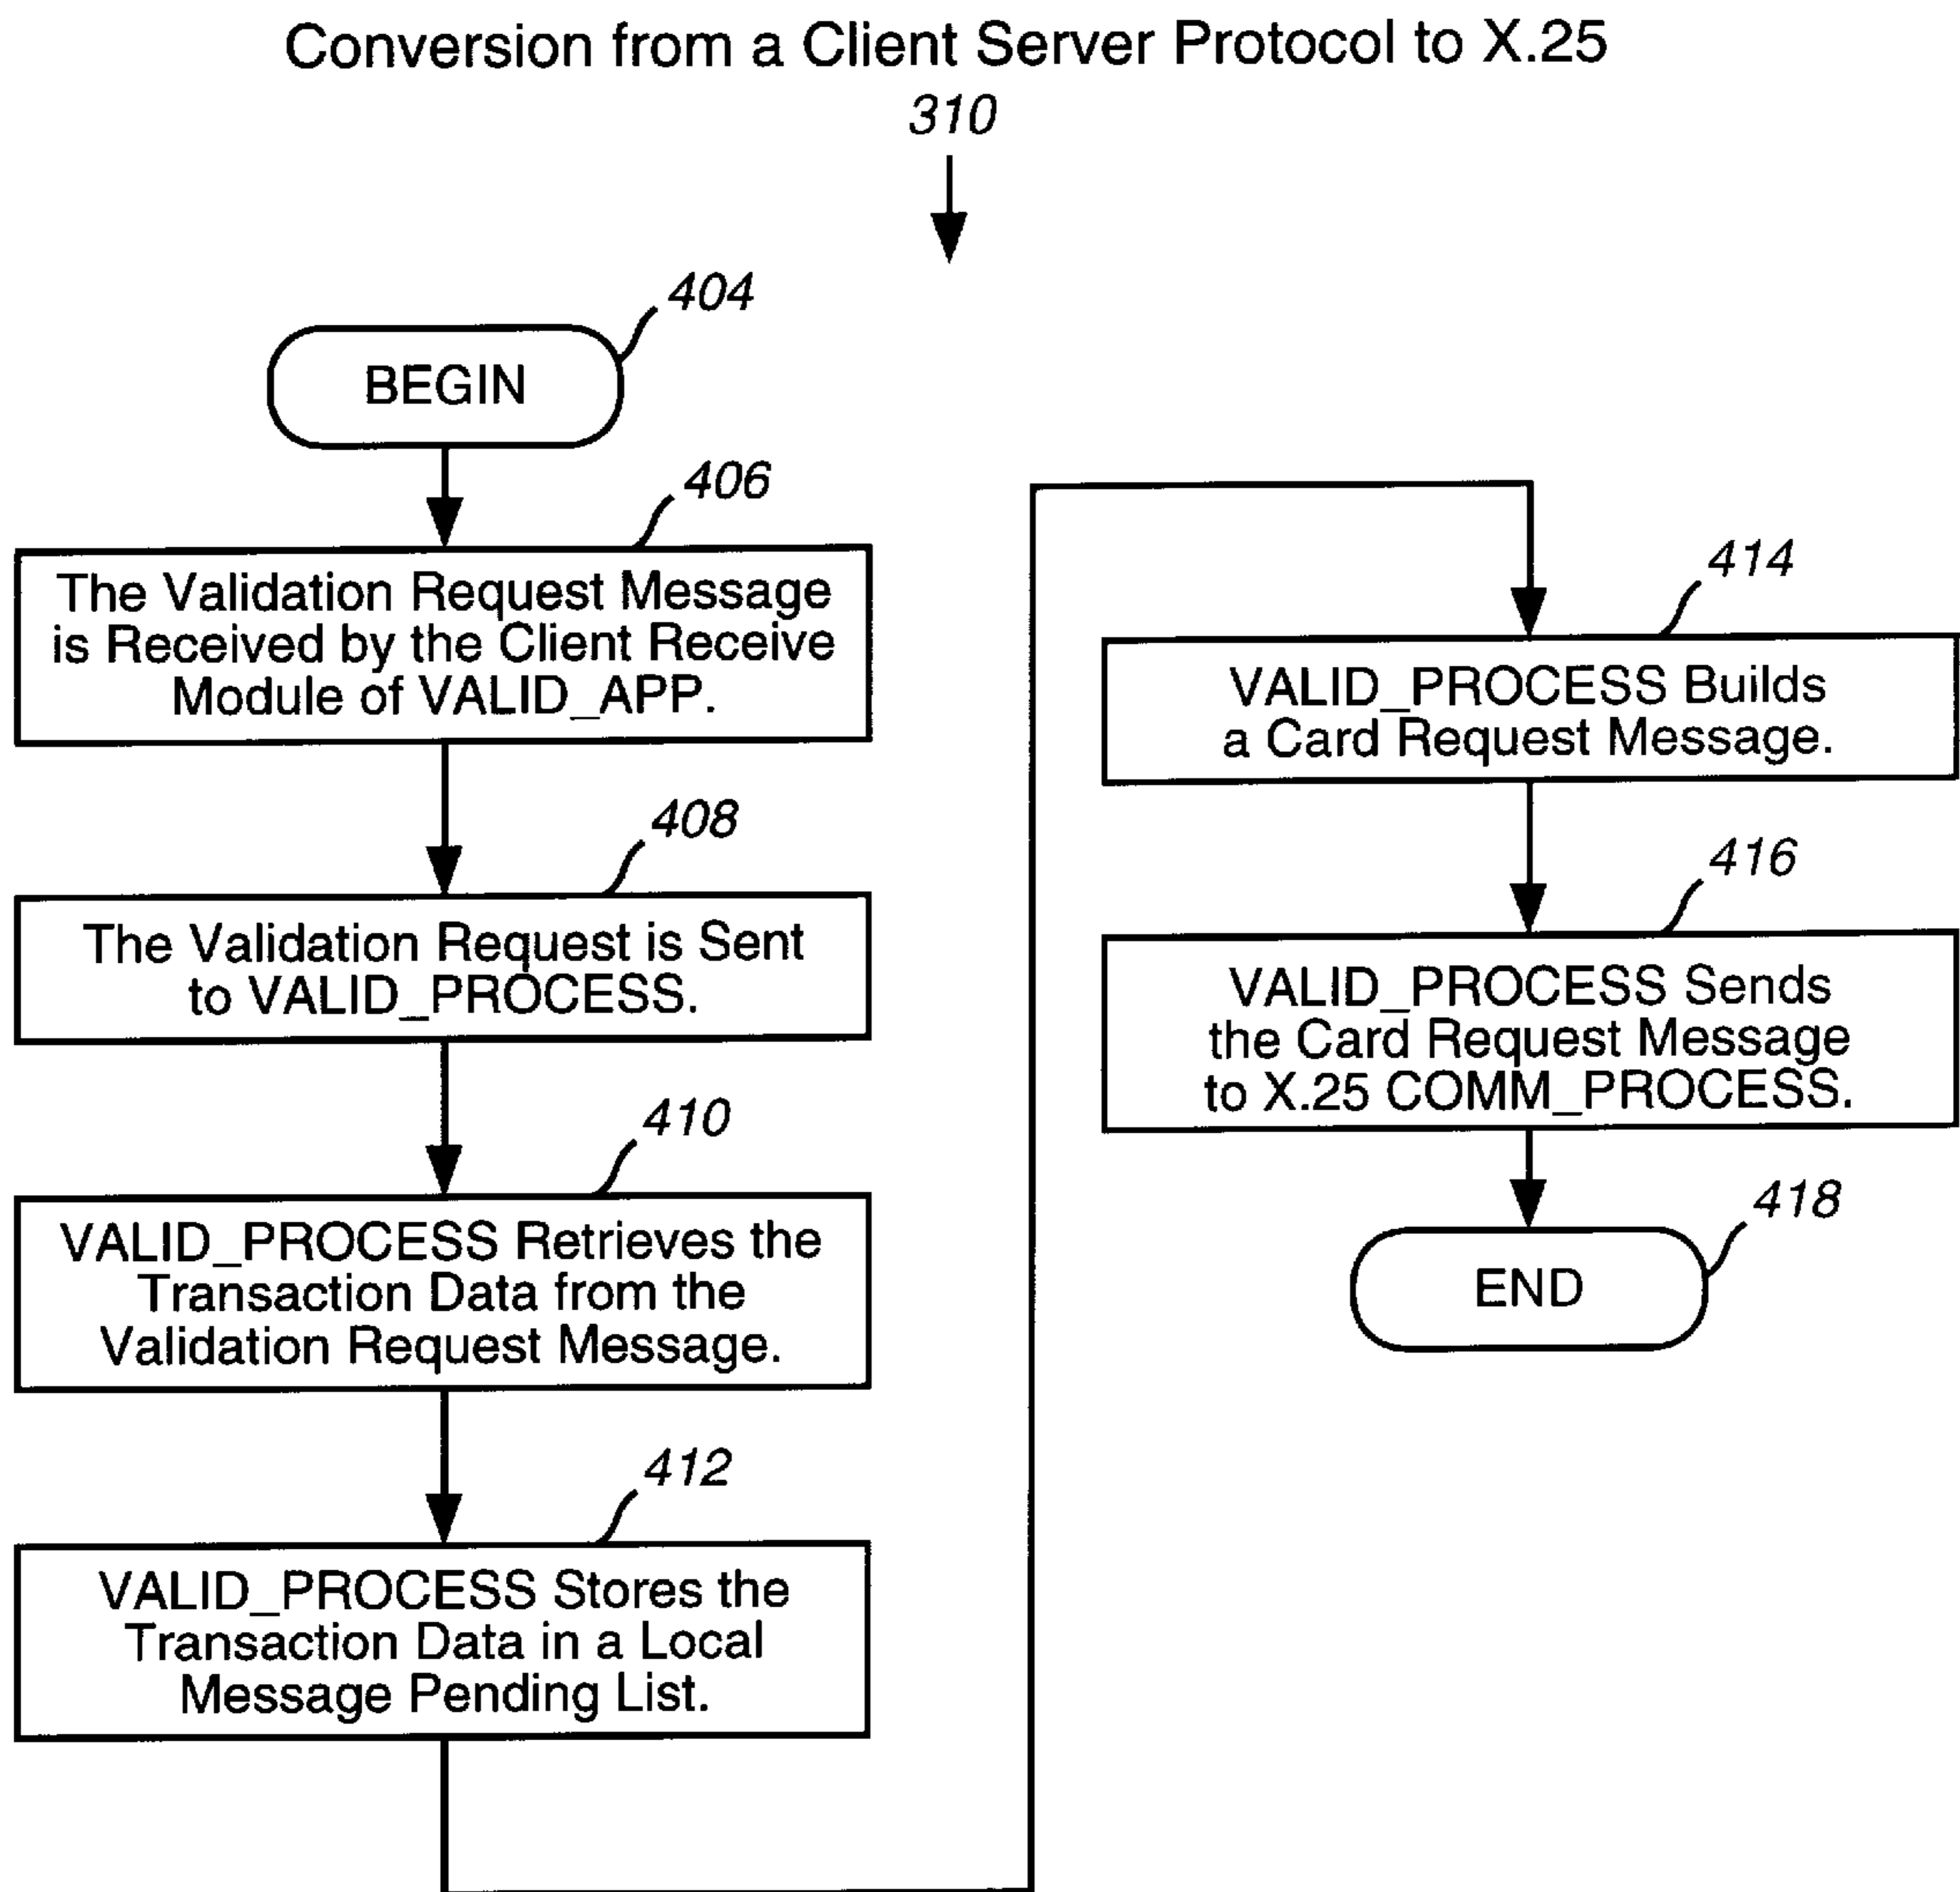 Conversion from a Client Server Protocol to X.25
310
404
BEGIN
406
The Validation Request Message
is Received by the Client Receive
Module of VALID_APP.
408
The Validation Request is Sent
to VALID_PROCESS.
410
VALID_PROCESS Retrieves the
Transaction Data from the
Validation Request Message.
412
VALID_PROCESS Stores the
Transaction Data in a Local
Message Pending List.
414
VALID_PROCESS Builds
a Card Request Message.
416
VALID_PROCESS Sends
the Card Request Message
to X.25 COMM_PROCESS.
418
END